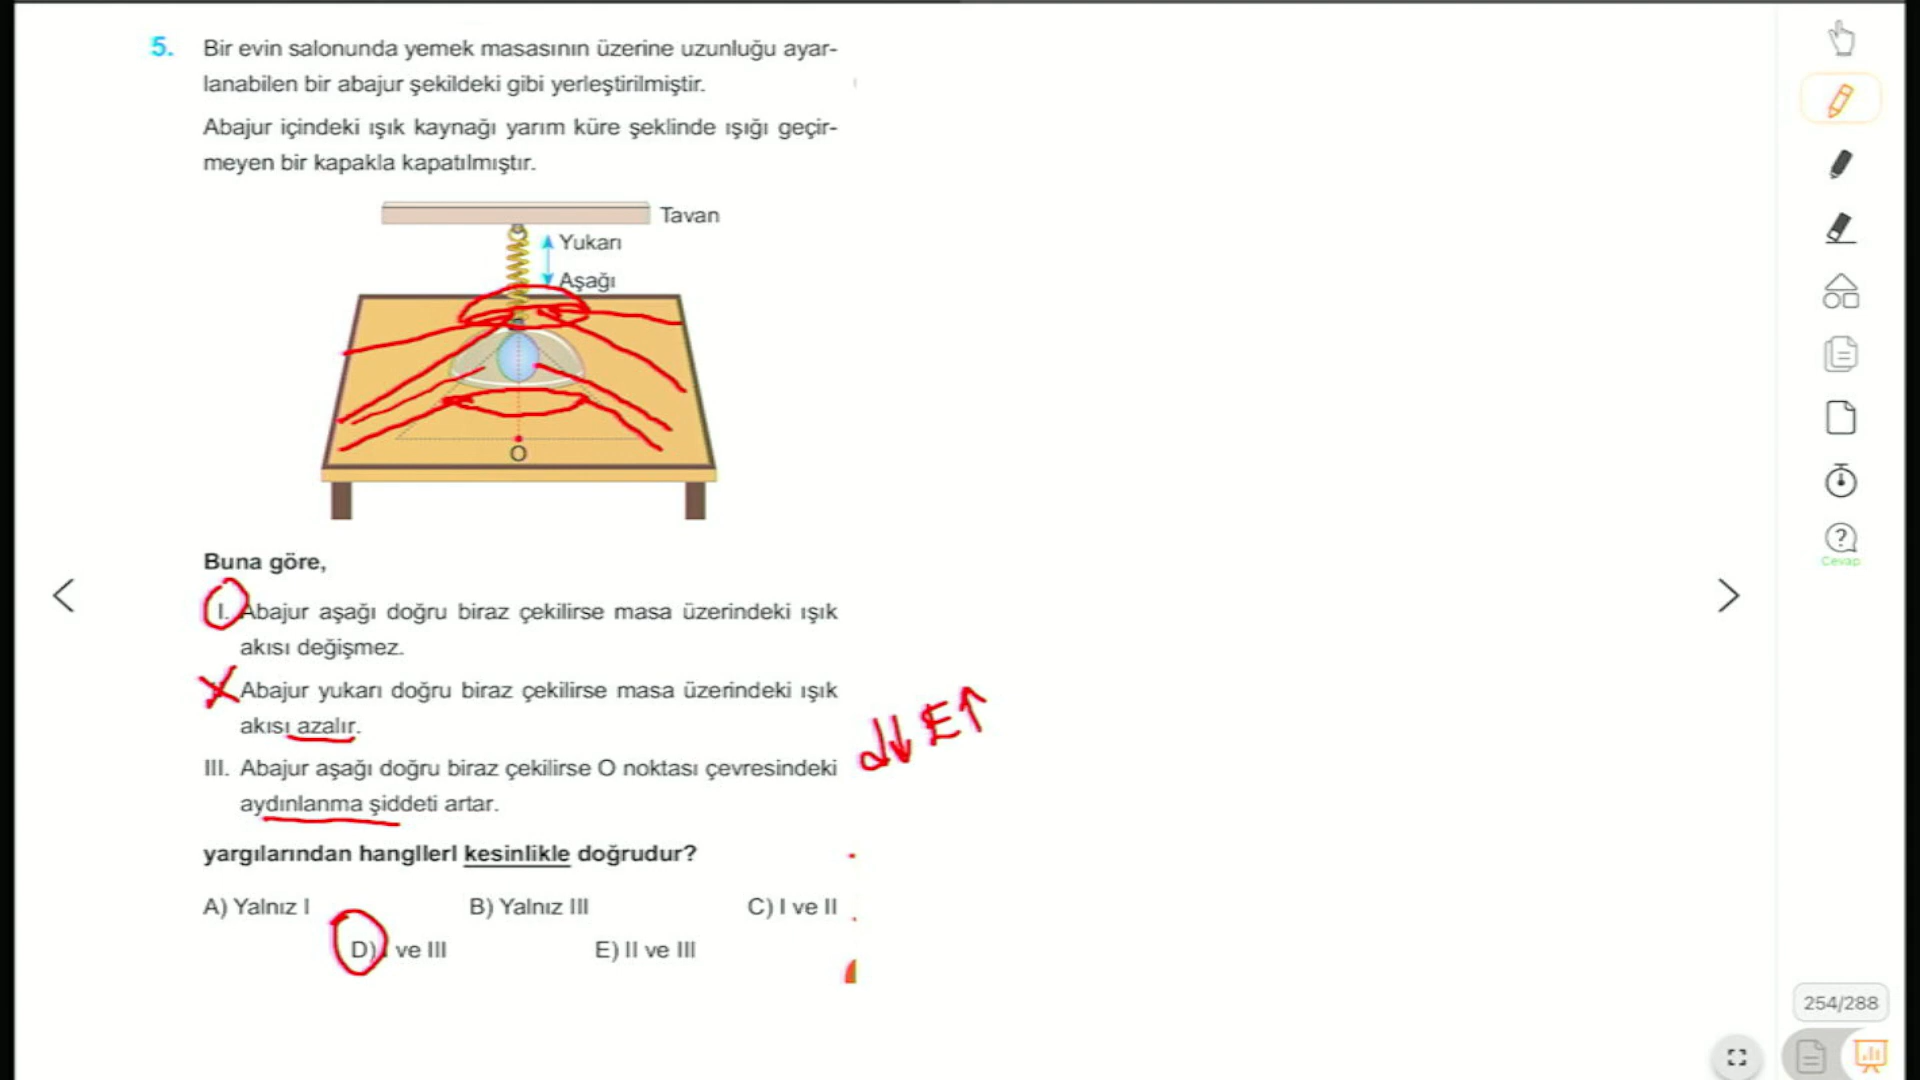 5. Bir evin salonunda yemek masasının üzerine uzunluğu ayar-
lanabilen bir abajur şekildeki gibi yerleştirilmiştir.
Abajur içindeki ışık kaynağı yarım küre şeklinde ışığı geçir-
meyen bir kapakla kapatılmıştır.
Tavan
Yukarı
Aşağı
O
Buna göre,
I. Abajur aşağı doğru biraz çekilirse masa üzerindeki ışık
akısı değişmez.
Abajur yukarı doğru biraz çekilirse masa üzerindeki ışık
akısı azalır.
d↓ E↑
III. Abajur aşağı doğru biraz çekilirse O noktası çevresindeki
aydınlanma şiddeti artar.
yargılarından hangileri kesinlikle doğrudur?
A) Yalnız I B) Yalnız III C) I ve II
D) I ve III E) II ve III
Cevap
254/288